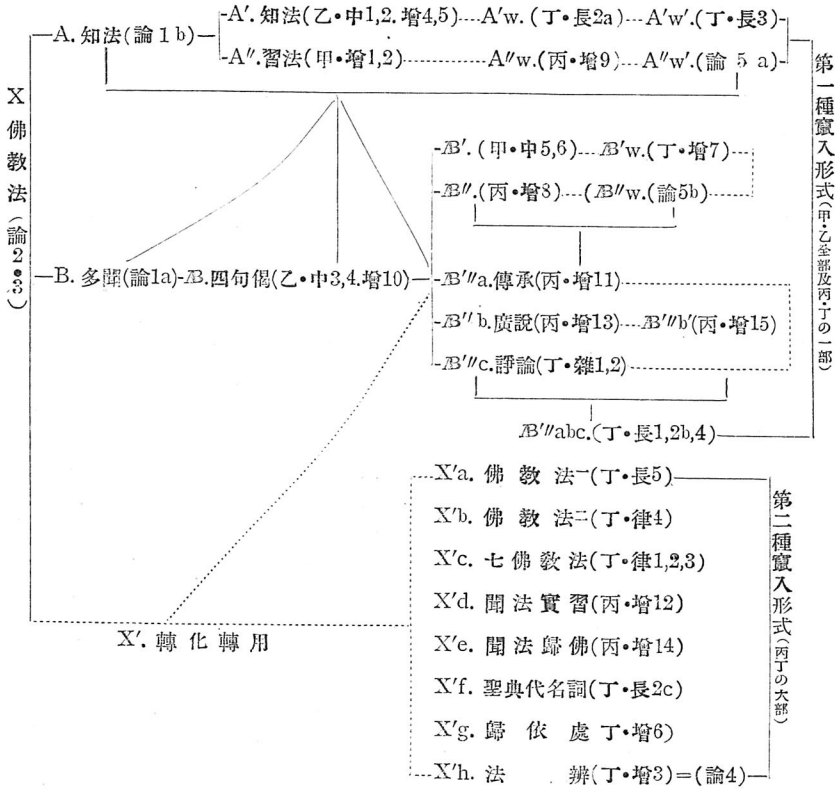 X 佛教法(論2•3)
A. 知法(論1b)
A′. 知法(乙•中1,2. 增4,5)
A′w. (丁•長2a)
A′w′. (丁•長3)
A″. 習法(甲•增1,2)
A″w. (丙•增9)
A″w′. (論5a)
Æ′. (甲•中5,6)
Æ′w. (丁•增7)
Æ″. (丙•增8)
(Æ″w. (論5b)
B. 多聞(論1a)
Æ. 四句偈(乙•中3,4. 增10)
Æ″a. 傳承(丙•增11)
Æ″b. 廣說(丙•增13)
Æ″b′(丙•增15)
Æ″c. 諍論(丁•雜1,2)
Æ″abc. (丁•長1,2b,4)
第一種竄入形式(甲•乙全部及丙•丁の一部)
X′. 轉化轉用
X′a. 佛教法一(丁•長5)
X′b. 佛教法二(丁•律4)
X′c. 七佛敎法(丁•律1,2,3)
X′d. 聞法實習(丙•增12)
X′e. 聞法歸佛(丙•增14)
X′f. 聖典代名詞(丁•長2c)
X′g. 歸依處 丁•增6)
X′h. 法辨(丁•增3)=(論4)
第二種竄入形式(丙丁の大部)